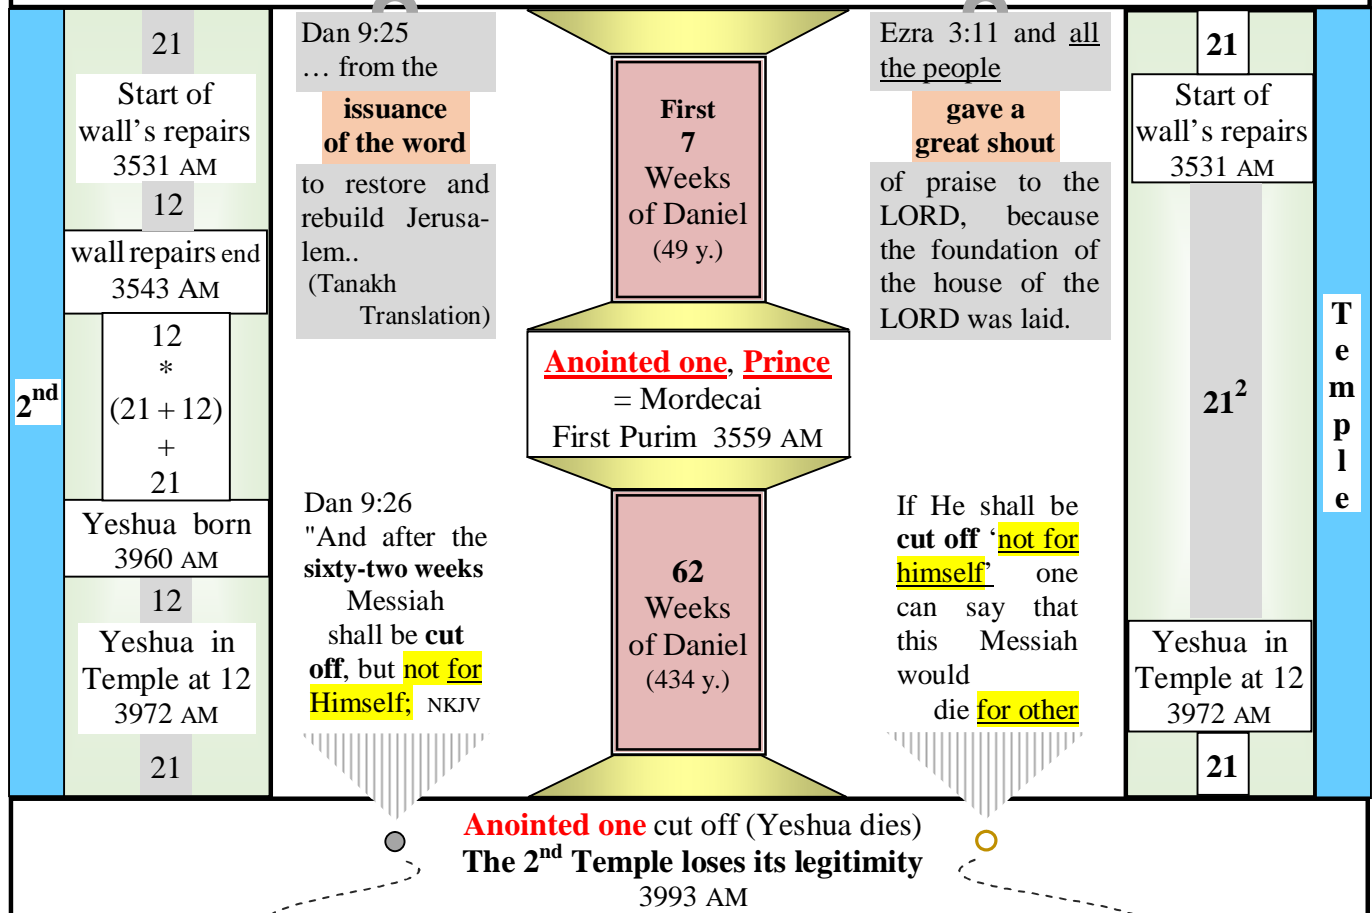 2nd
21
Start of
wall’s repairs
3531 AM
12
wall repairs end
3543 AM
12
*
(21 + 12)
+
21
Yeshua born
3960 AM
12
Yeshua in
Temple at 12
3972 AM
21
Dan 9:25
… from the
issuance
of the word
to restore and
rebuild Jerusa-
lem..
(Tanakh
Translation)
Dan 9:26
"And after the
sixty-two weeks
Messiah
shall be cut
off, but not for
Himself; NKJV
First
7
Weeks
of Daniel
(49 y.)
Anointed one, Prince
= Mordecai
First Purim 3559 AM
62
Weeks
of Daniel
(434 y.)
Ezra 3:11 and all
the people
gave a
great shout
of praise to the
LORD, because
the foundation of
the house of the
LORD was laid.
If He shall be
cut off ‘not for
himself’ one
can say that
this Messiah
would
die for other
21
Start of
wall’s repairs
3531 AM
21²
Yeshua in
Temple at 12
3972 AM
21
T
e
m
p
l
e
Anointed one cut off (Yeshua dies)
The 2nd Temple loses its legitimity
3993 AM